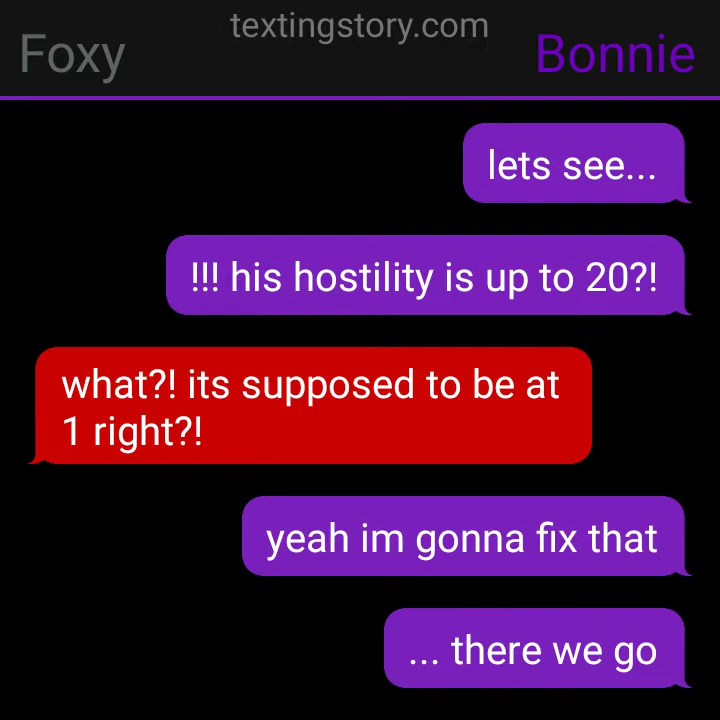 textingstory.com
Foxy
Bonnie
lets see...
!!! his hostility is up to 20?!
what?! its supposed to be at
1 right?!
yeah im gonna fix that
... there we go